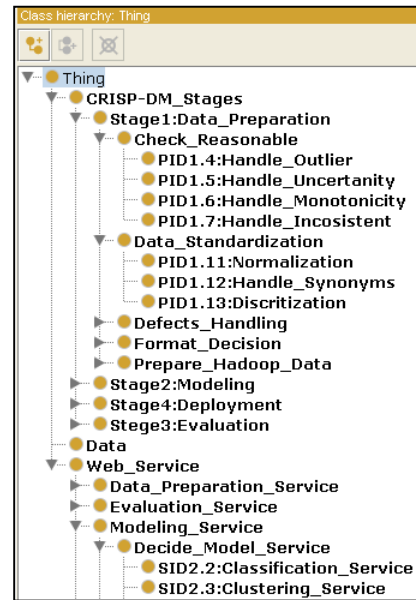 Class hierarchy: Thing
Thing
CRISP-DM_Stages
Stage1:Data_Preparation
Check_Reasonable
PID1.4:Handle_Outlier
PID1.5:Handle_Uncertanity
PID1.6:Handle_Monotonicity
PID1.7:Handle_Incosistent
Data_Standardization
PID1.11:Normalization
PID1.12:Handle_Synonyms
PID1.13:Discritization
Defects_Handling
Format_Decision
Prepare_Hadoop_Data
Stage2:Modeling
Stage4:Deployment
Stege3:Evaluation
Data
Web_Service
Data_Preparation_Service
Evaluation_Service
Modeling_Service
Decide_Model_Service
SID2.2:Classification_Service
SID2.3:Clustering_Service